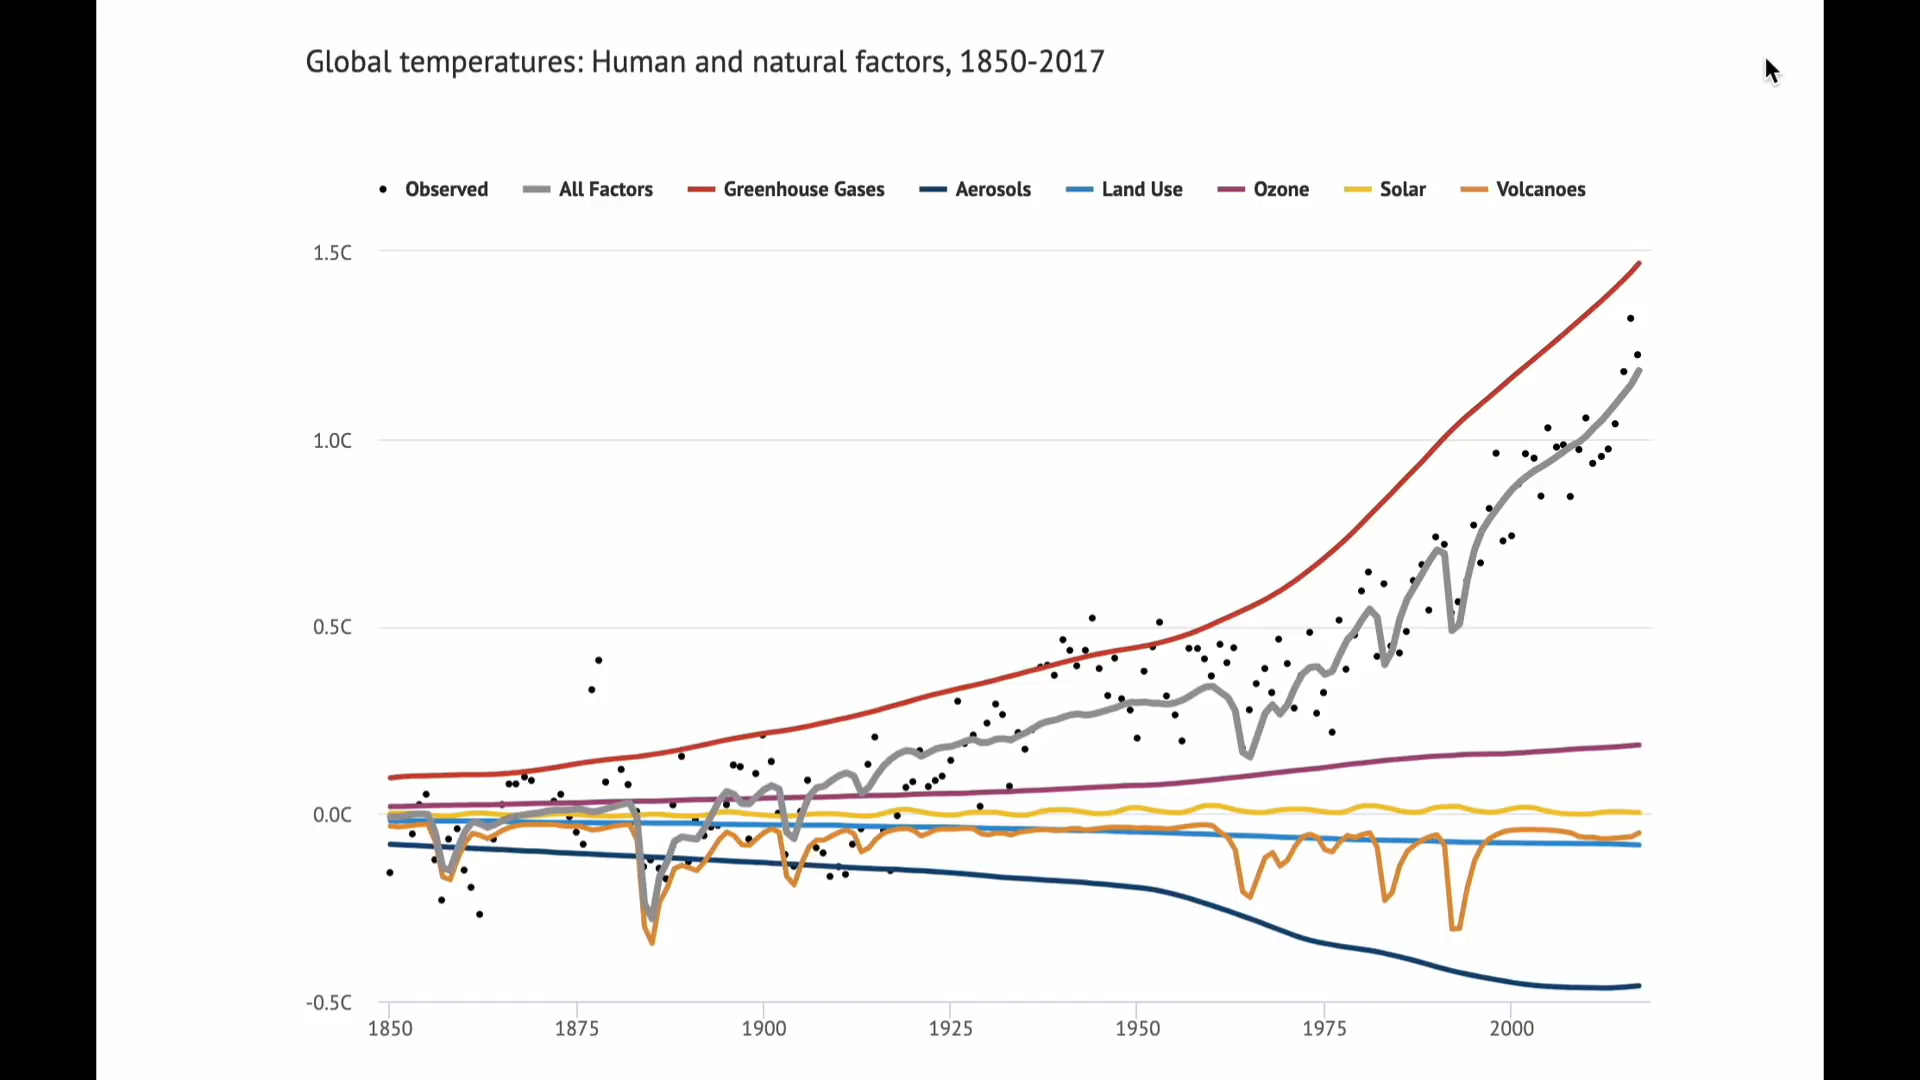 Global temperatures: Human and natural factors, 1850-2017
Observed All Factors Greenhouse Gases Aerosols Land Use Ozone Solar Volcanoes
1.5C
1.0C
0.5C
0.0C
-0.5C
1850 1875 1900 1925 1950 1975 2000